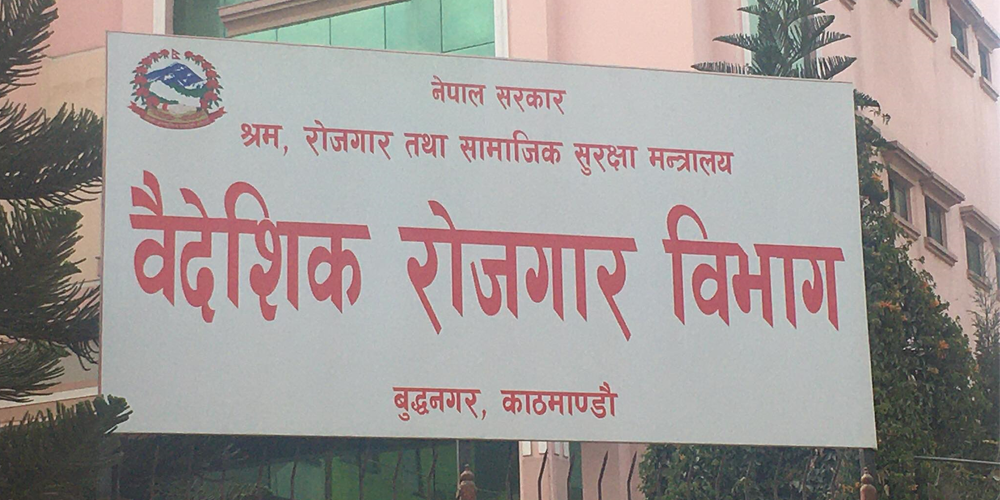 नेपाल सरकार
श्रम, रोजगार तथा सामाजिक सुरक्षा मन्त्रालय
वैदेशिक रोजगार विभाग
बुद्धनगर, काठमाण्डौ